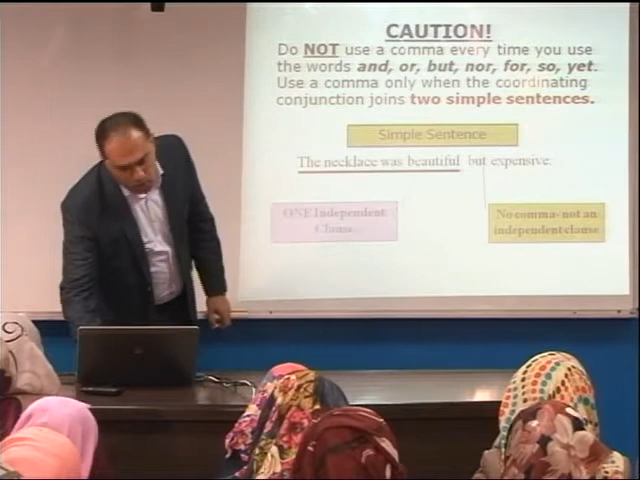 CAUTION!
Do NOT use a comma every time you use
the words and, or, but, nor, for, so, yet.
Use a comma only when the coordinating
conjunction joins two simple sentences.
Simple Sentence
The necklace was beautiful but expensive.
ONE Independent
Clause
No comma- not an
independent clause